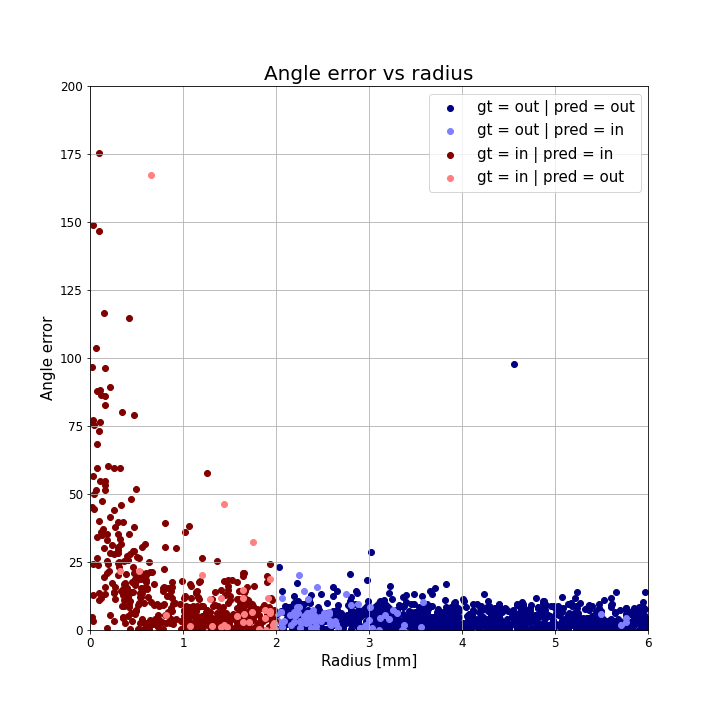 Angle error vs radius
gt = out | pred = out
gt = out | pred = in
gt = in | pred = in
gt = in | pred = out
200
175
150
125
100
75
50
25
0
Angle error
0 1 2 3 4 5 6
Radius [mm]